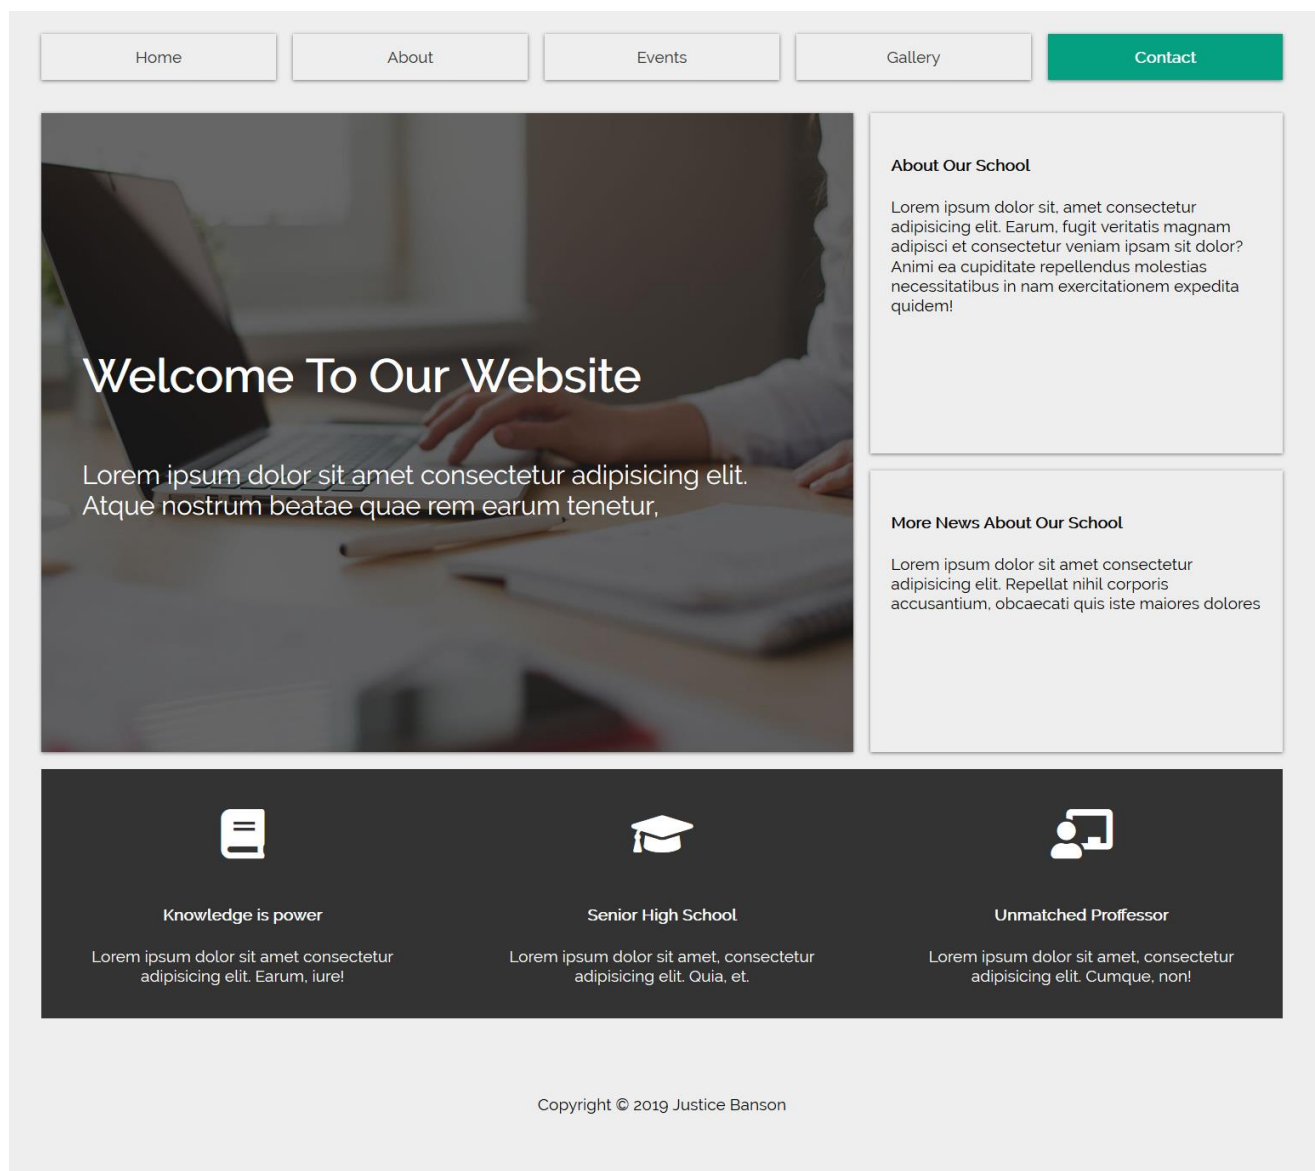 Home
About
Events
Gallery
Contact
Welcome To Our Website
Lorem ipsum dolor sit amet consectetur adipisicing elit.
Atque nostrum beatae quae rem earum tenetur,
About Our School
Lorem ipsum dolor sit, amet consectetur
adipisicing elit. Earum, fugit veritatis magnam
adipisci et consectetur veniam ipsam sit dolor?
Animi ea cupiditate repellendus molestias
necessitatibus in nam exercitationem expedita
quidem!
More News About Our School
Lorem ipsum dolor sit amet consectetur
adipisicing elit. Repellat nihil corporis
accusantium, obcaecati quis iste maiores dolores
Knowledge is power
Lorem ipsum dolor sit amet consectetur
adipisicing elit. Earum, iure!
Senior High School
Lorem ipsum dolor sit amet, consectetur
adipisicing elit. Quia, et.
Unmatched Proffessor
Lorem ipsum dolor sit amet, consectetur
adipisicing elit. Cumque, non!
Copyright © 2019 Justice Banson